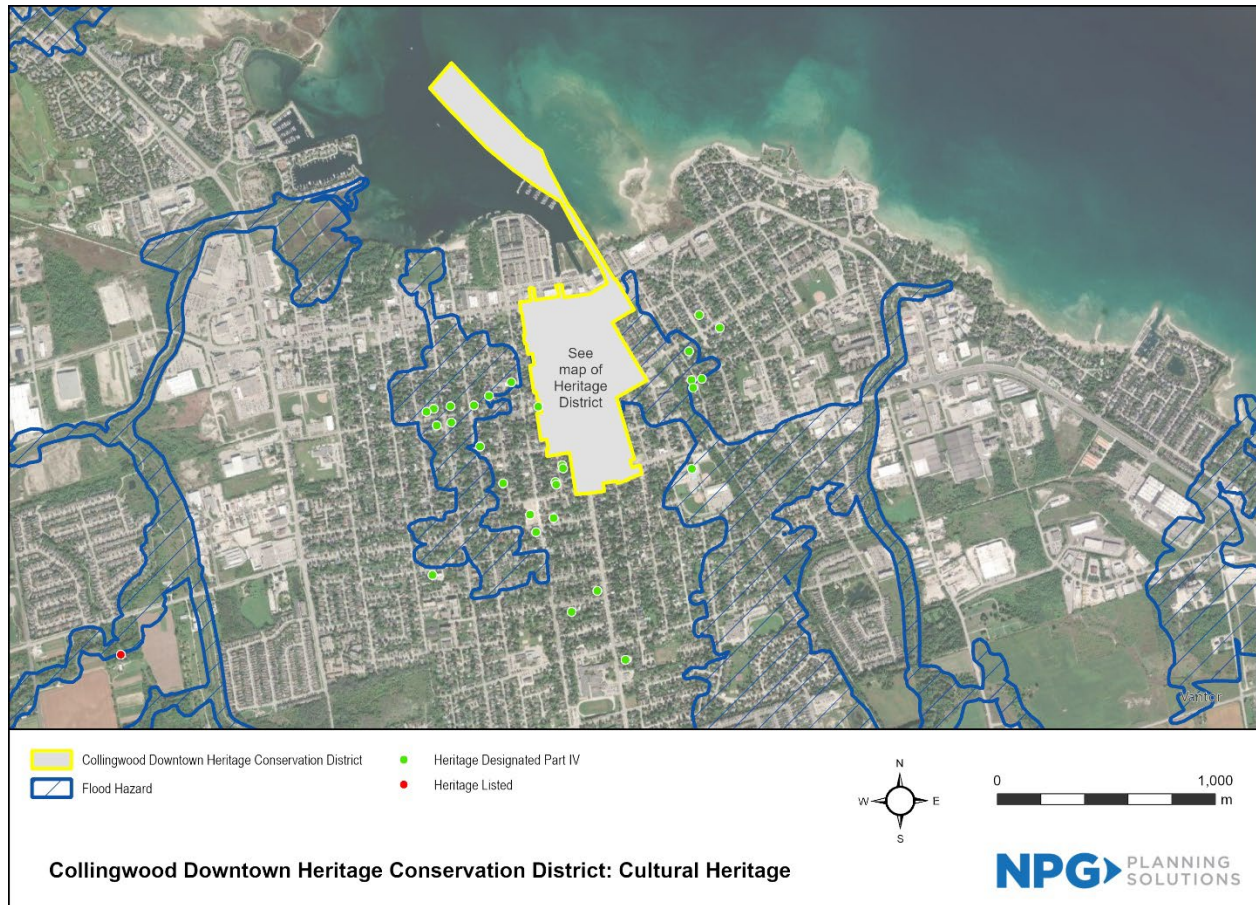 See
map of
Heritage
District
Vantor
Collingwood Downtown Heritage Conservation District
Heritage Designated Part IV
Flood Hazard
Heritage Listed
N
W E
S
0 1,000
m
Collingwood Downtown Heritage Conservation District: Cultural Heritage
NPG PLANNING
SOLUTIONS